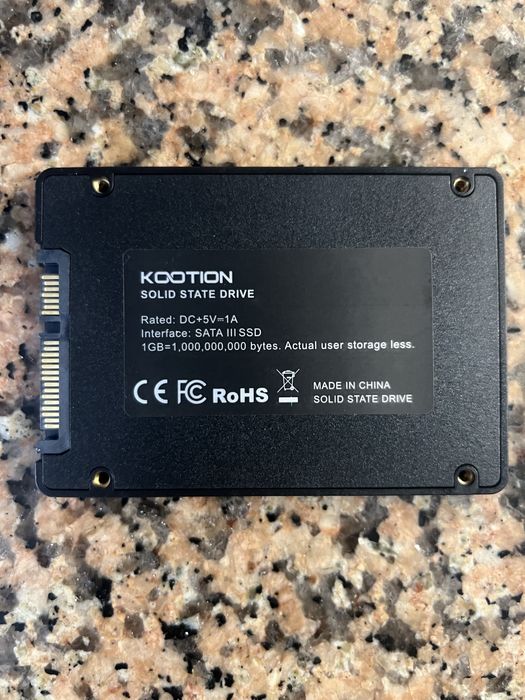 KOOTION
SOLID STATE DRIVE
Rated: DC+5V⎓1A
Interface: SATA III SSD
1GB=1,000,000,000 bytes. Actual user storage less.
CE FC RoHS
MADE IN CHINA
SOLID STATE DRIVE